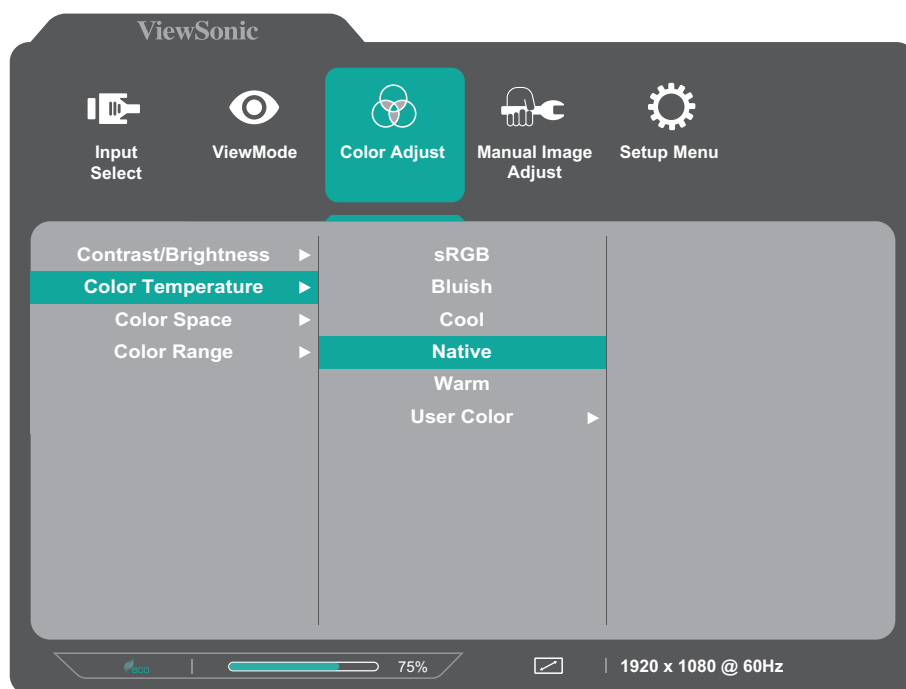 ViewSonic
Input
Select
ViewMode
Color Adjust
Manual Image
Adjust
Setup Menu
Contrast/Brightness
Color Temperature
Color Space
Color Range
sRGB
Bluish
Cool
Native
Warm
User Color
eco
75%
1920 x 1080 @ 60Hz